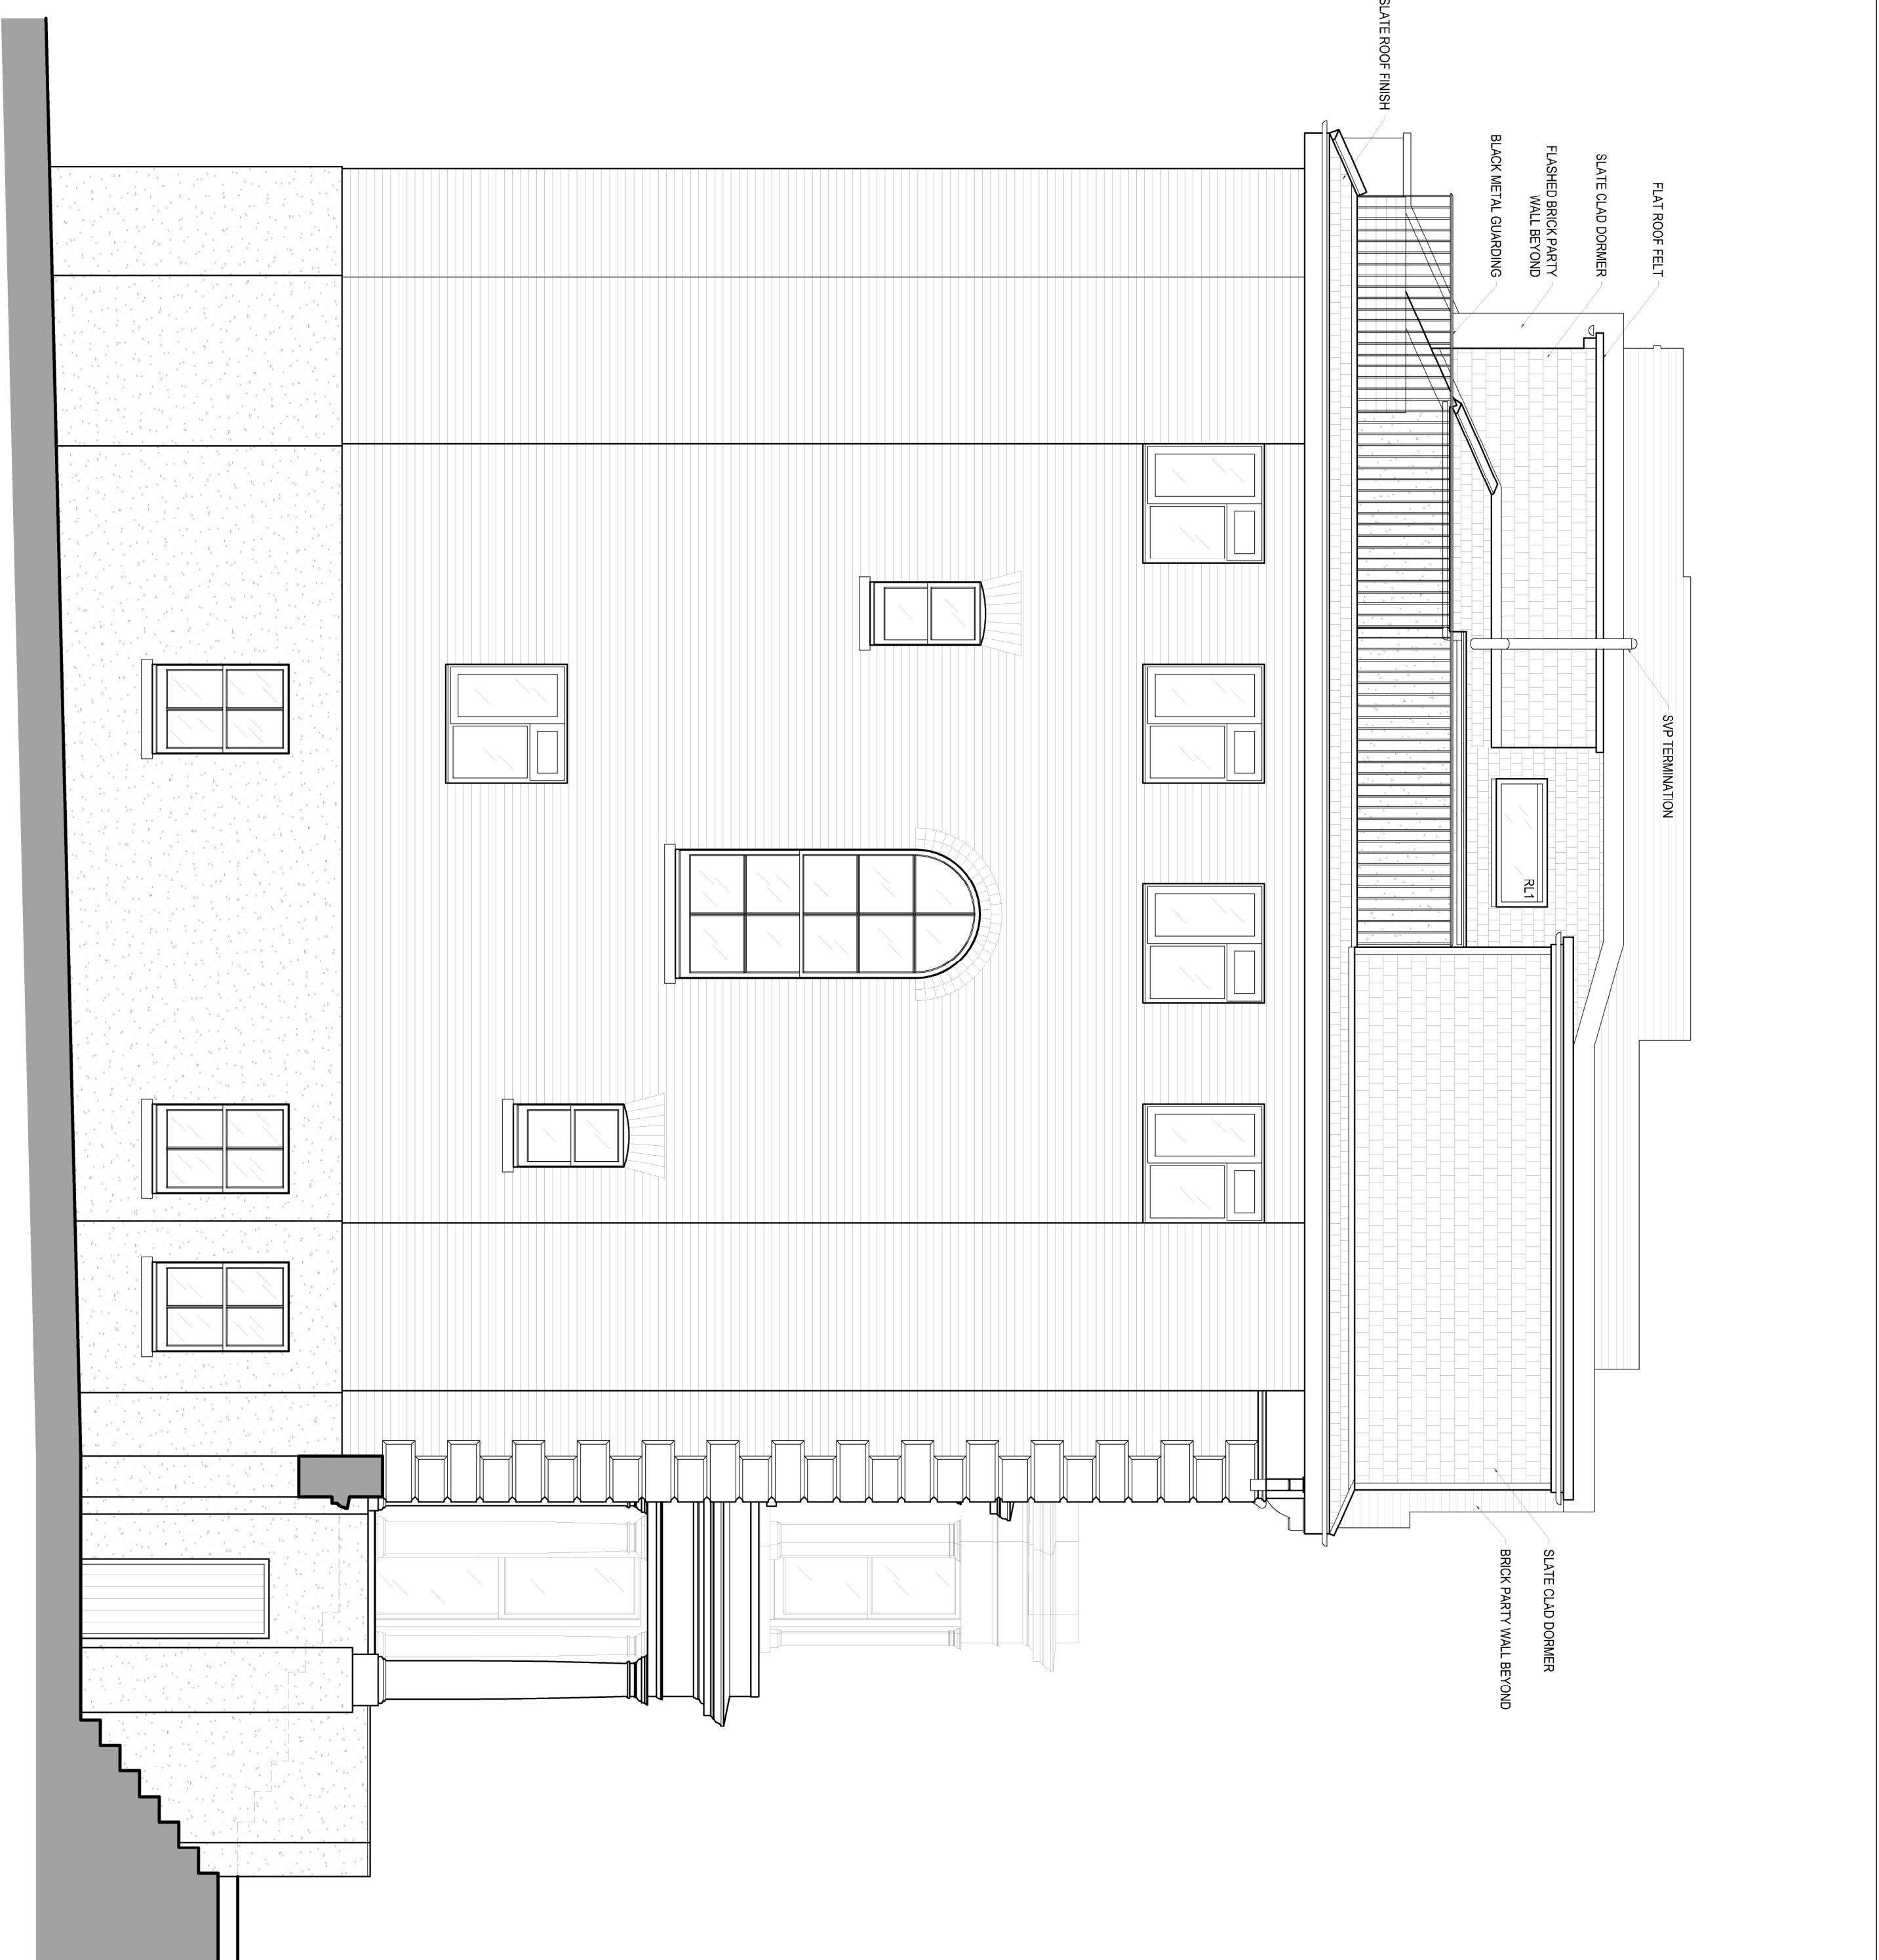 FLAT ROOF FELT
SLATE CLAD DORMER
FLASHED BRICK PARTY
WALL BEYOND
BLACK METAL GUARDING
SLATE ROOF FINISH
SVP TERMINATION
RL1
SLATE CLAD DORMER
BRICK PARTY WALL BEYOND